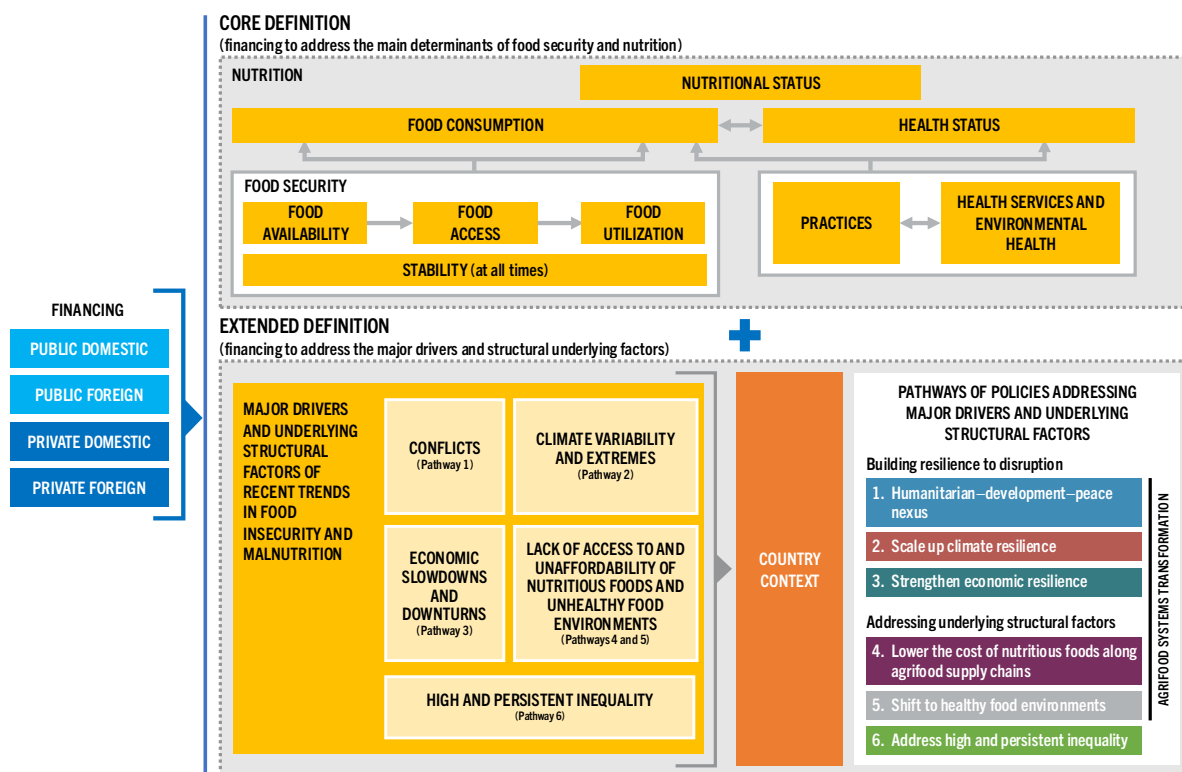 CORE DEFINITION
(financing to address the main determinants of food security and nutrition)
NUTRITION
NUTRITIONAL STATUS
FOOD CONSUMPTION
HEALTH STATUS
FOOD SECURITY
FOOD
AVAILABILITY
FOOD
ACCESS
FOOD
UTILIZATION
STABILITY (at all times)
PRACTICES
HEALTH SERVICES AND
ENVIRONMENTAL
HEALTH
FINANCING
PUBLIC DOMESTIC
PUBLIC FOREIGN
PRIVATE DOMESTIC
PRIVATE FOREIGN
EXTENDED DEFINITION
(financing to address the major drivers and structural underlying factors)
MAJOR DRIVERS
AND UNDERLYING
STRUCTURAL
FACTORS OF
RECENT TRENDS
IN FOOD
INSECURITY AND
MALNUTRITION
CONFLICTS
(Pathway 1)
CLIMATE VARIABILITY
AND EXTREMES
(Pathway 2)
ECONOMIC
SLOWDOWNS
AND
DOWNTURNS
(Pathway 3)
LACK OF ACCESS TO AND
UNAFFORDABILITY OF
NUTRITIOUS FOODS AND
UNHEALTHY FOOD
ENVIRONMENTS
(Pathways 4 and 5)
HIGH AND PERSISTENT INEQUALITY
(Pathway 6)
COUNTRY
CONTEXT
PATHWAYS OF POLICIES ADDRESSING
MAJOR DRIVERS AND UNDERLYING
STRUCTURAL FACTORS
Building resilience to disruption
1. Humanitarian–development–peace
nexus
2. Scale up climate resilience
3. Strengthen economic resilience
Addressing underlying structural factors
4. Lower the cost of nutritious foods along
agrifood supply chains
5. Shift to healthy food environments
6. Address high and persistent inequality
AGRIFOOD SYSTEMS TRANSFORMATION